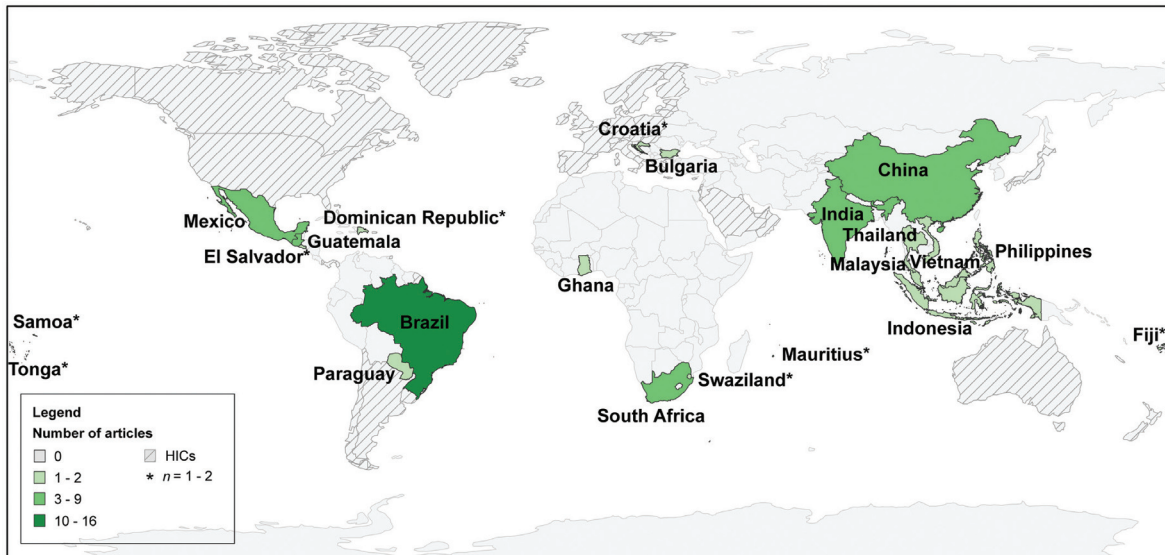 Croatia*
Bulgaria
China
Mexico
Dominican Republic*
India
Guatemala
Thailand
El Salvador*
Philippines
Malaysia
Vietnam
Ghana
Samoa*
Brazil
Indonesia
Fiji*
Tonga*
Mauritius*
Paraguay
Swaziland*
South Africa
Legend
Number of articles
0
HICs
1 - 2
* n = 1 - 2
3 - 9
10 - 16